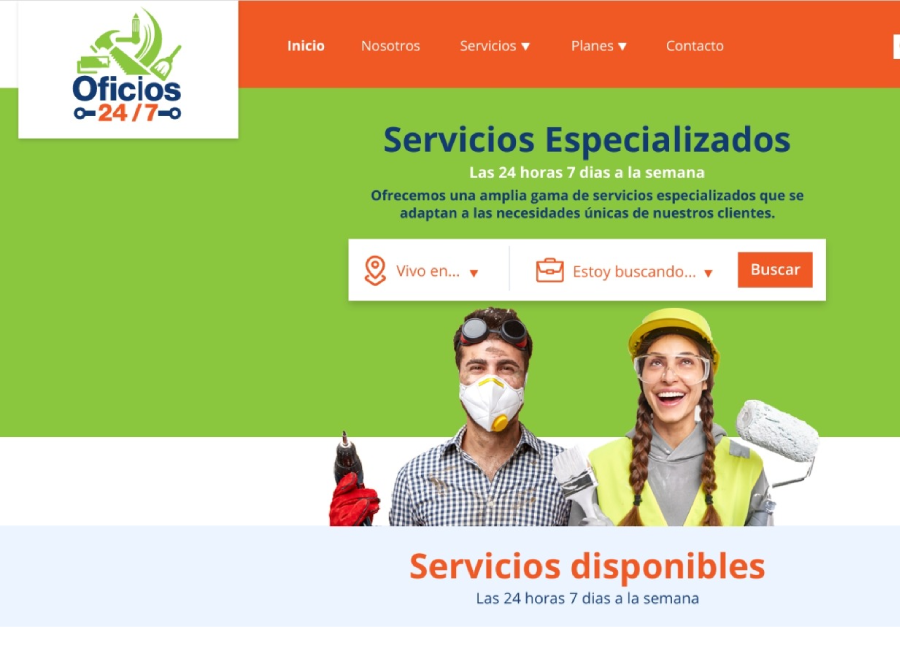 Oficios
24/7
Inicio
Nosotros
Servicios ▼
Planes ▼
Contacto
Servicios Especializados
Las 24 horas 7 dias a la semana
Ofrecemos una amplia gama de servicios especializados que se
adaptan a las necesidades únicas de nuestros clientes.
Vivo en... ▼
Estoy buscando... ▼
Buscar
Servicios disponibles
Las 24 horas 7 dias a la semana